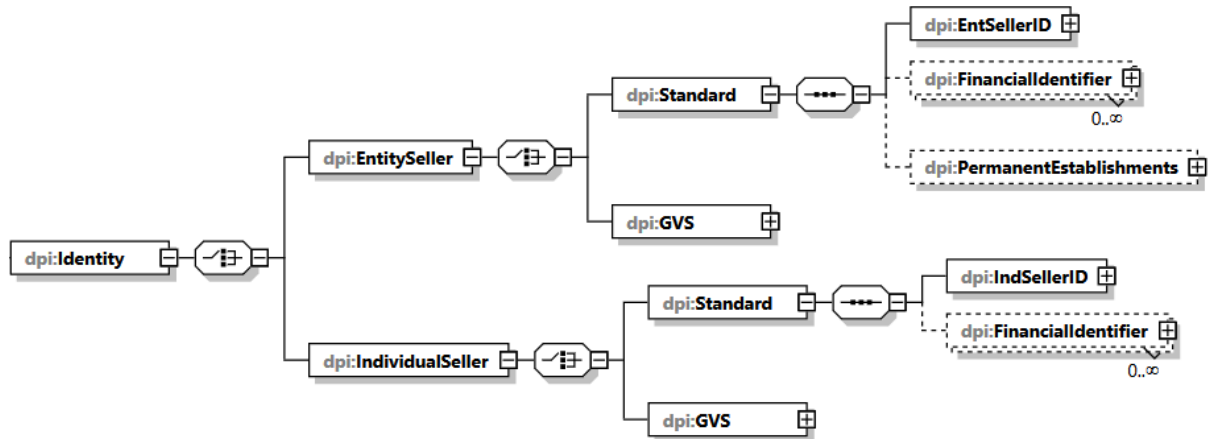 dpi:EntSellerID
dpi:FinancialIdentifier
0..∞
dpi:Standard
dpi:EntitySeller
dpi:PermanentEstablishments
dpi:GVS
dpi:Identity
dpi:IndSellerID
dpi:Standard
dpi:FinancialIdentifier
0..∞
dpi:IndividualSeller
dpi:GVS